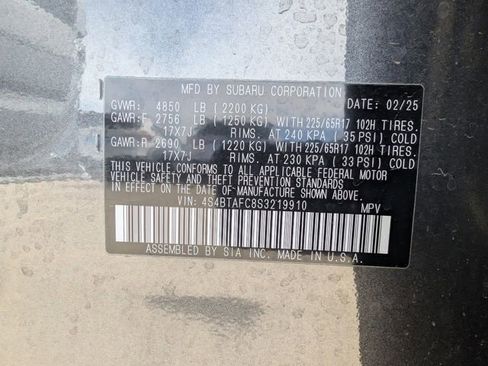 MFD BY SUBARU CORPORATION
GVWR: 4850 LB ( 2200 KG) DATE: 02/25
GAWR:F 2756 LB ( 1250 KG) WITH 225/65R17 102H TIRES.
17X7J RIMS. AT 240 KPA ( 35 PSI) COLD
GAWR:R 2690 LB ( 1220 KG) WITH 225/65R17 102H TIRES.
17X7J RIMS. AT 230 KPA ( 33 PSI) COLD
THIS VEHICLE CONFORMS TO ALL APPLICABLE FEDERAL MOTOR
VEHICLE SAFETY AND THEFT PREVENTION STANDARDS
IN EFFECT ON THE DATE OF MANUFACTURE SHOWN ABOVE.
VIN: 4S4BTAFC8S3219910 MPV
ASSEMBLED BY SIA INC. MADE IN U.S.A.